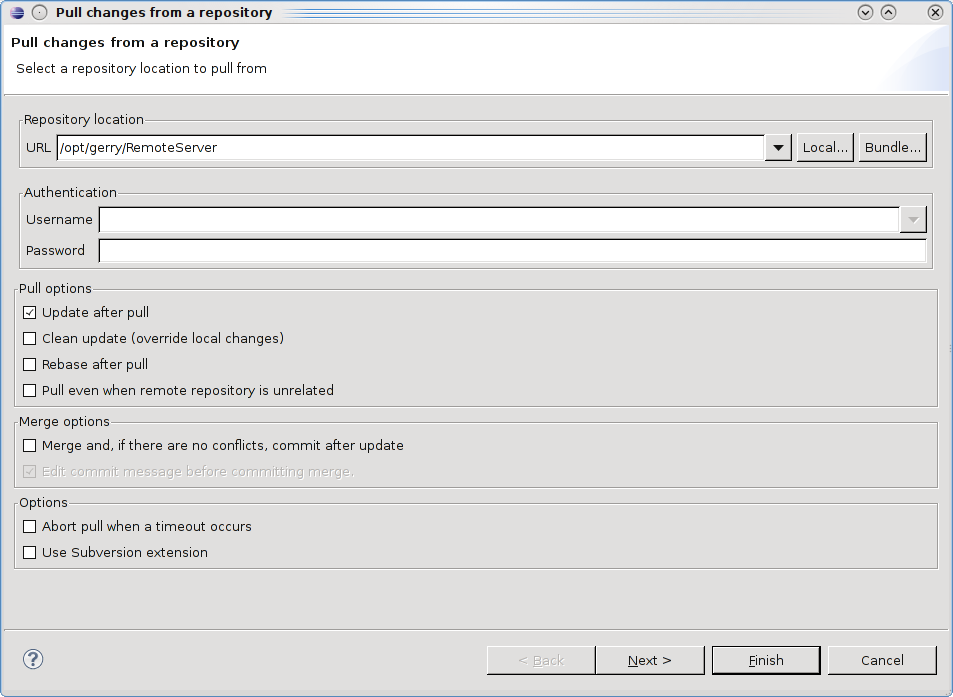 Pull changes from a repository
Pull changes from a repository
Select a repository location to pull from
Repository location
URL /opt/gerry/RemoteServer Local... Bundle...
Authentication
Username
Password
Pull options
Update after pull
Clean update (override local changes)
Rebase after pull
Pull even when remote repository is unrelated
Merge options
Merge and, if there are no conflicts, commit after update
Edit commit message before committing merge.
Options
Abort pull when a timeout occurs
Use Subversion extension
? < Back Next > Finish Cancel